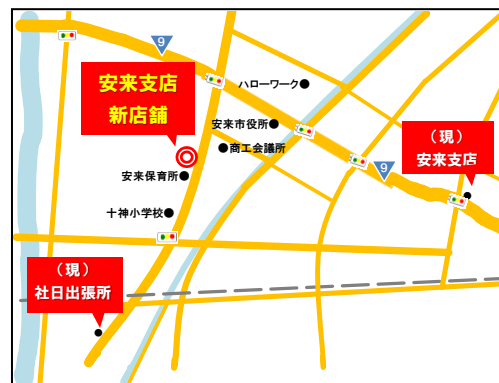 9
安来支店
新店舗
ハローワーク
安来市役所
商工会議所
(現)
安来支店
9
安来保育所
十神小学校
(現)
社日出張所